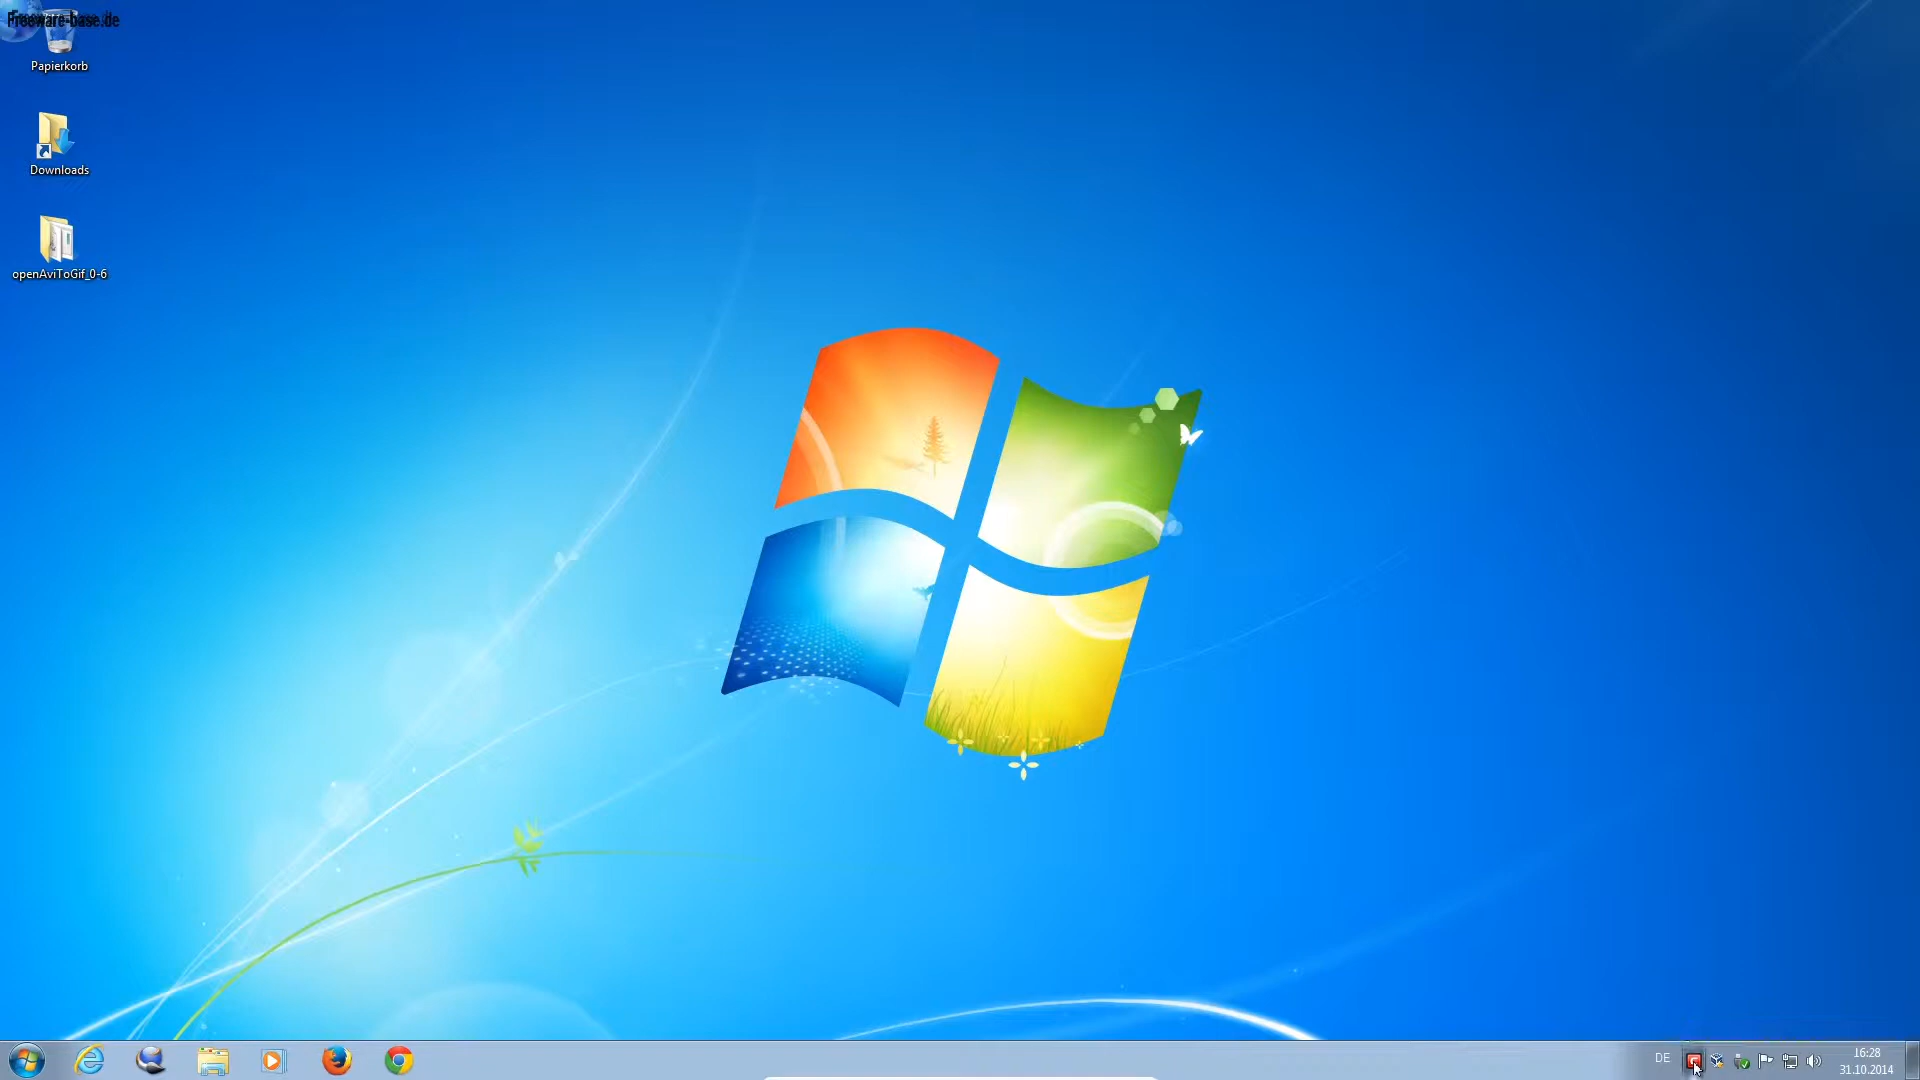 Freeware-base.de
Papierkorb
Downloads
openAviToGif_0-6
DE
16:28
31.10.2014